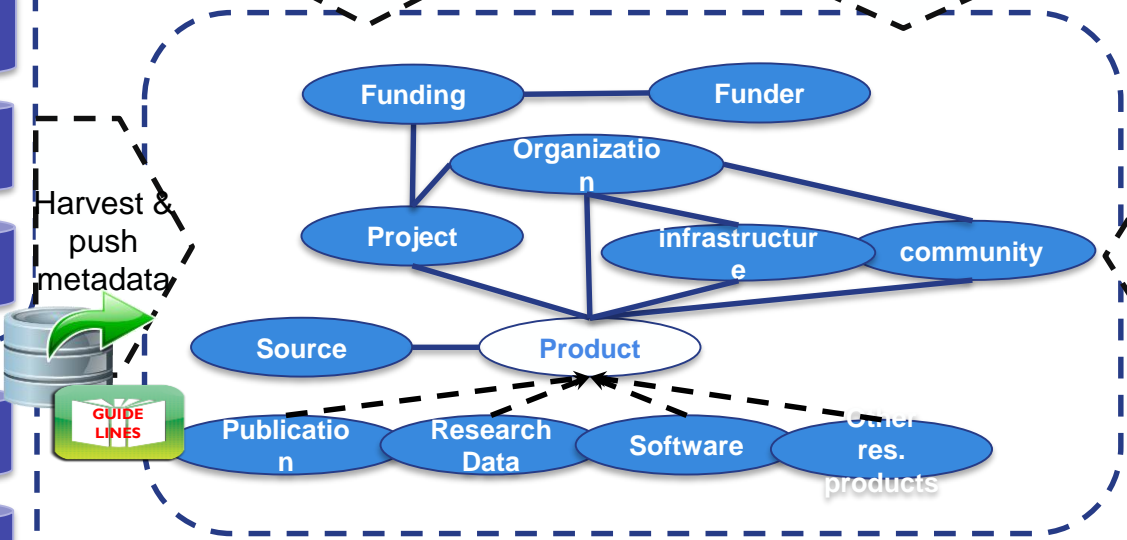 Funding
Funder
Organizatio
n
Harvest &
push
metadata
Project
infrastructur
e
community
Source
Product
GUIDE
LINES
Publicatio
n
Research
Data
Software
Other
res.
products